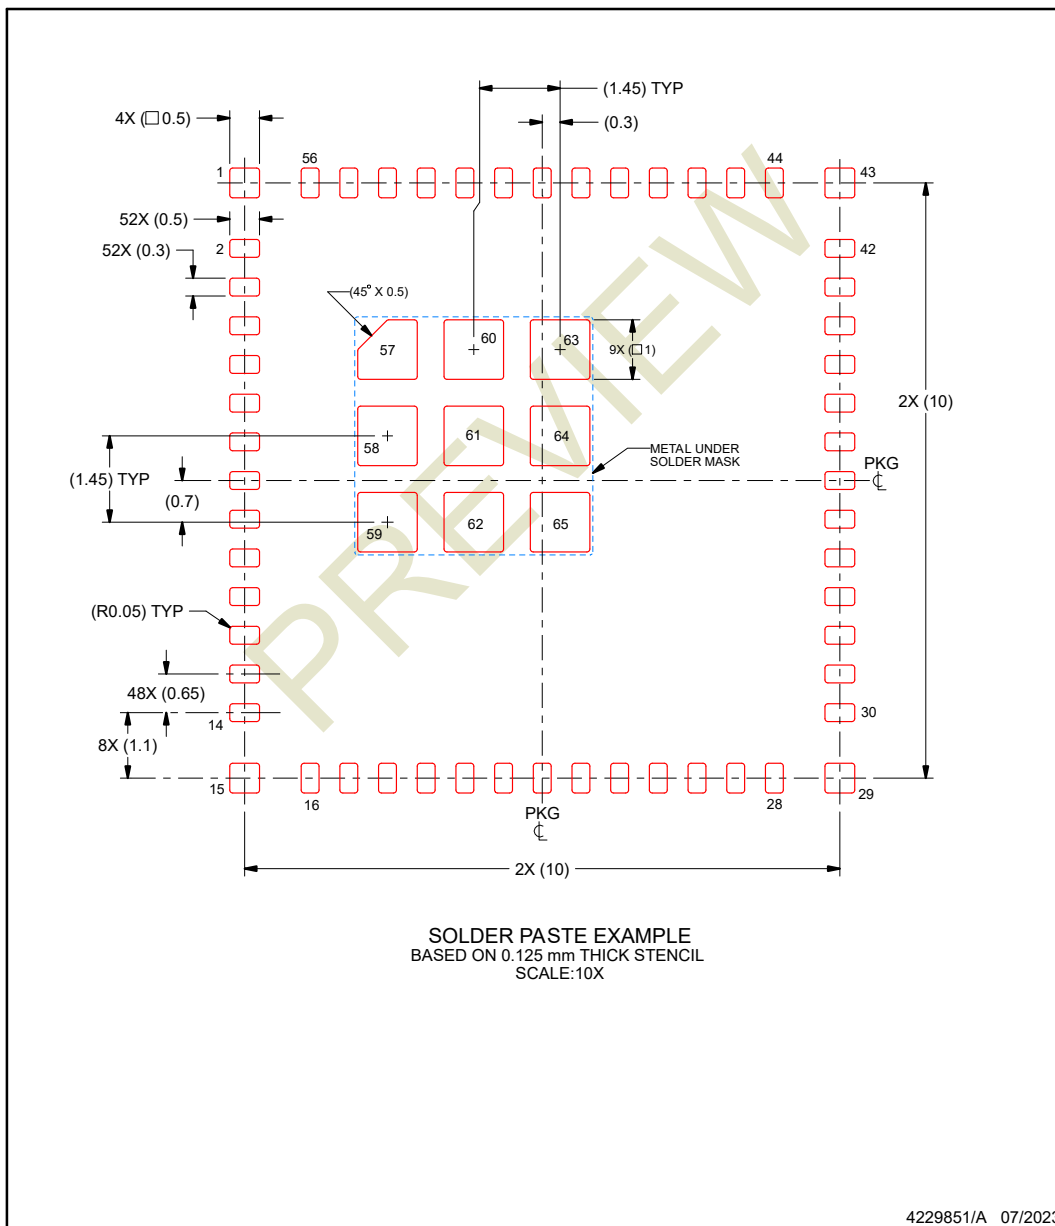 (1.45) TYP
4X (□ 0.5)
(0.3)
1
56
44
43
52X (0.5)
52X (0.3)
2
42
(45° X 0.5)
57
60
63
9X (□ 1)
2X (10)
58
61
64
METAL UNDER
SOLDER MASK
PKG
℄
(1.45) TYP
(0.7)
59
62
65
PREVIEW
(R0.05) TYP
48X (0.65)
14
30
8X (1.1)
15
16
28
29
PKG
℄
2X (10)
SOLDER PASTE EXAMPLE
BASED ON 0.125 mm THICK STENCIL
SCALE:10X
4229851/A 07/2023